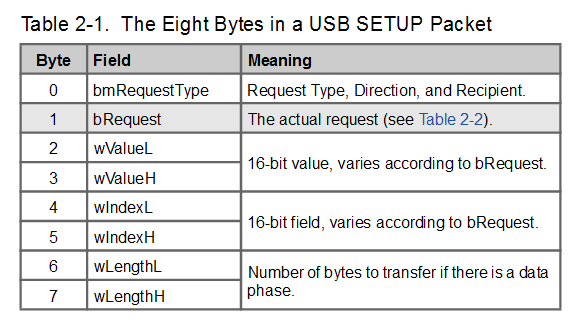 Table 2-1. The Eight Bytes in a USB SETUP Packet
Byte Field Meaning
0 bmRequestType Request Type, Direction, and Recipient.
1 bRequest The actual request (see Table 2-2).
2 wValueL
3 wValueH
16-bit value, varies according to bRequest.
4 wIndexL
5 wIndexH
16-bit field, varies according to bRequest.
6 wLengthL
7 wLengthH
Number of bytes to transfer if there is a data
phase.